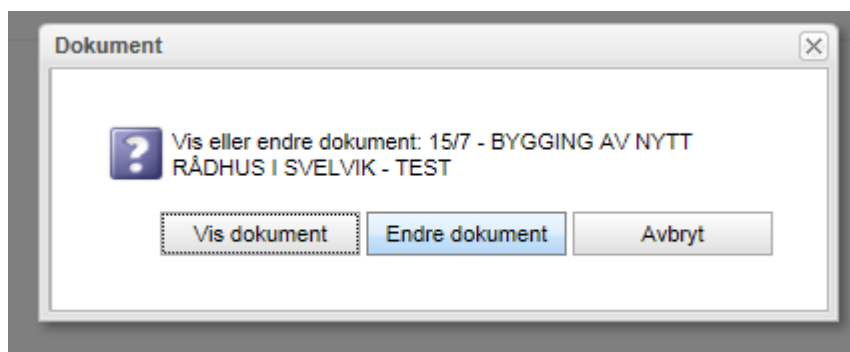 Dokument
Vis eller endre dokument: 15/7 - BYGGING AV NYTT
RÅDHUS I SVELVIK - TEST
Vis dokument Endre dokument Avbryt